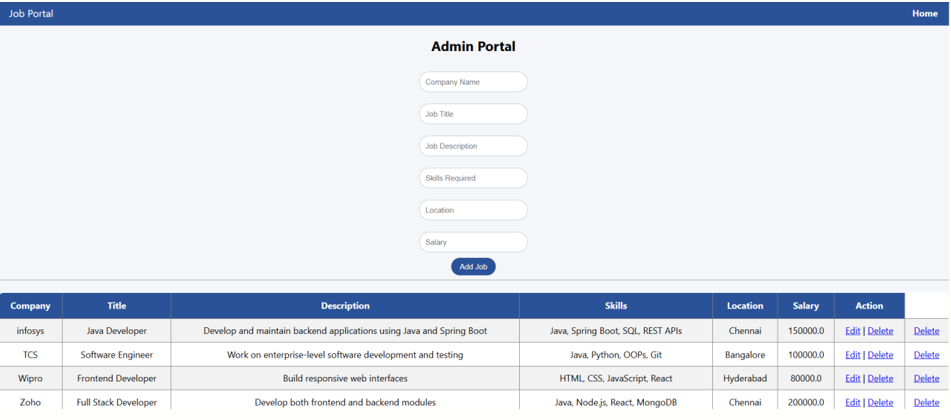 Job Portal Home
Admin Portal
Company Name
Job Title
Job Description
Skills Required
Location
Salary
Add Job
Company Title Description Skills Location Salary Action
infosys Java Developer Develop and maintain backend applications using Java and Spring Boot Java, Spring Boot, SQL, REST APIs Chennai 150000.0 Edit | Delete Delete
TCS Software Engineer Work on enterprise-level software development and testing Java, Python, OOPs, Git Bangalore 100000.0 Edit | Delete Delete
Wipro Frontend Developer Build responsive web interfaces HTML, CSS, JavaScript, React Hyderabad 80000.0 Edit | Delete Delete
Zoho Full Stack Developer Develop both frontend and backend modules Java, Node.js, React, MongoDB Chennai 200000.0 Edit | Delete Delete